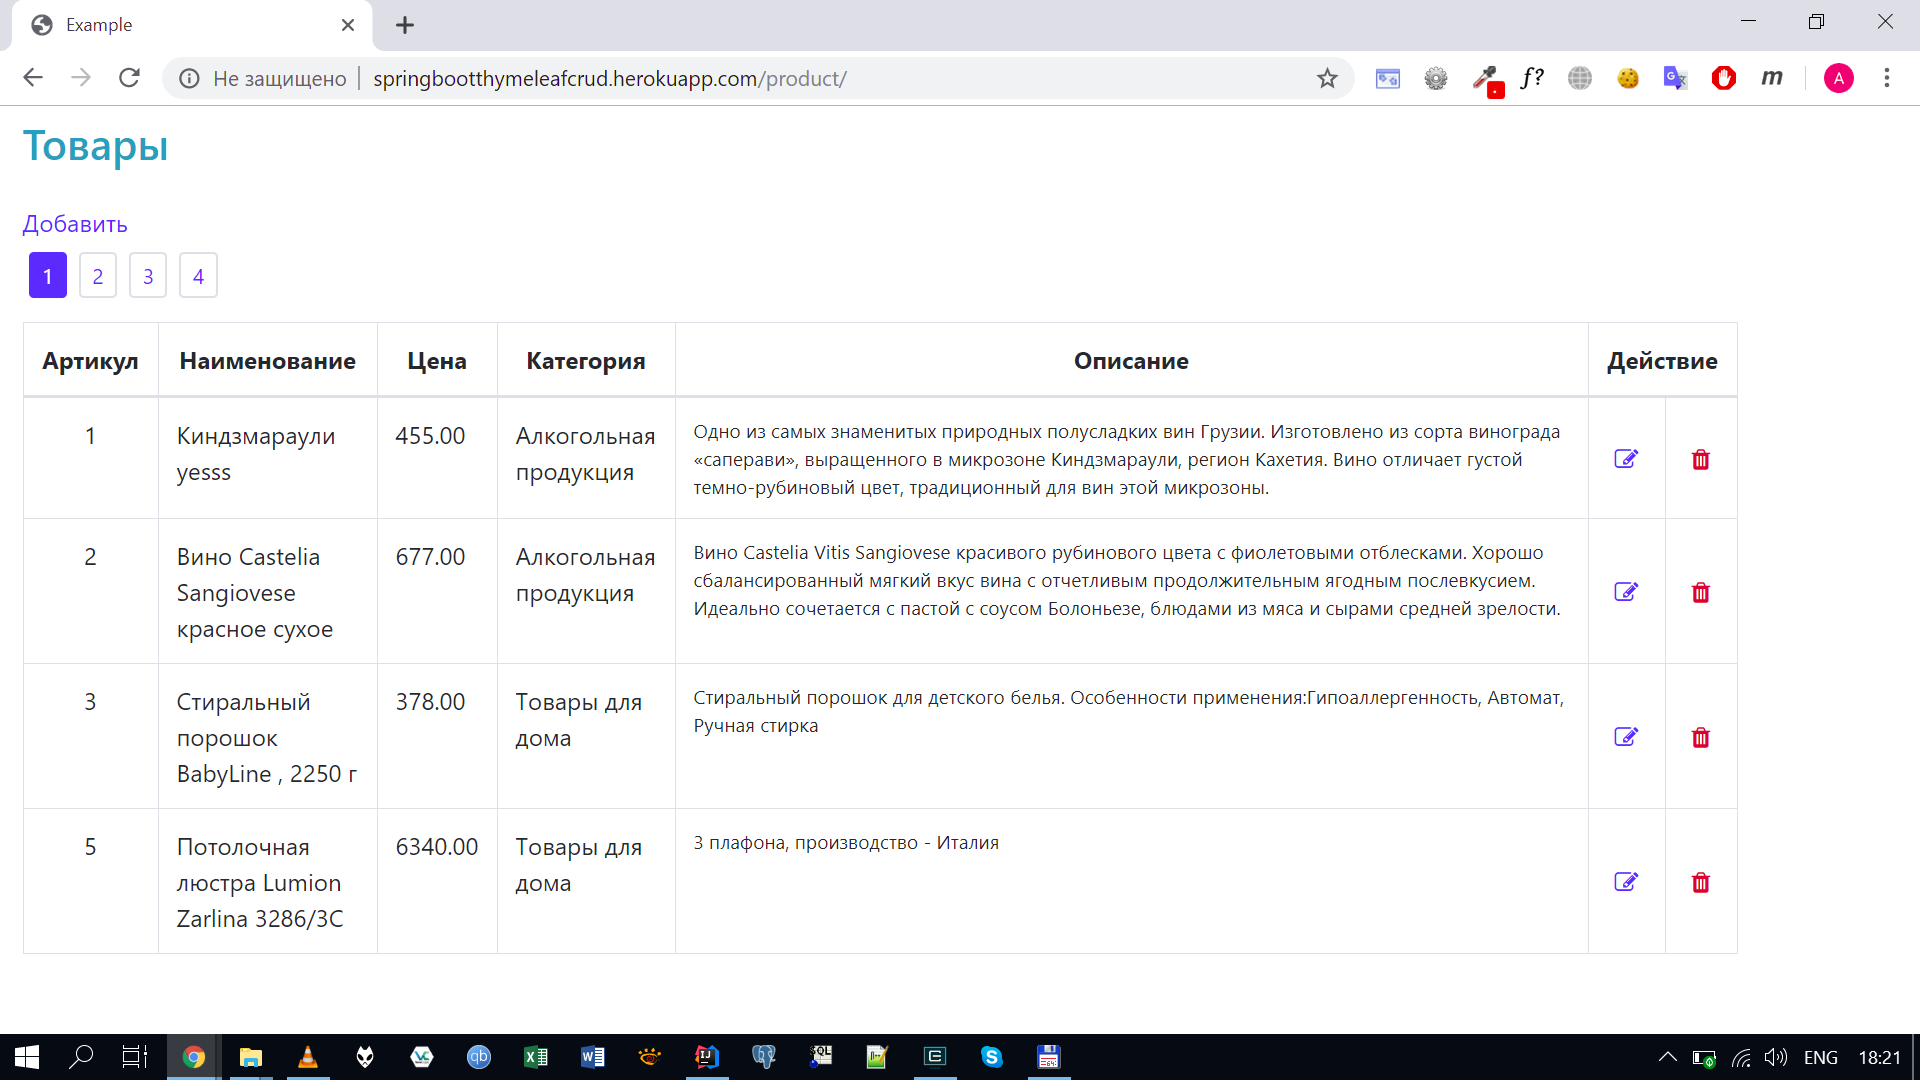 Example
Не защищено
springbootthymeleafcrud.herokuapp.com/product/
f?
m
A
Товары
Добавить
1 2 3 4
Артикул Наименование Цена Категория Описание Действие
1 Киндзмараули 455.00 Алкогольная Одно из самых знаменитых природных полусладких вин Грузии. Изготовлено из сорта винограда
yesss продукция «саперави», выращенного в микрозоне Киндзмараули, регион Кахетия. Вино отличает густой
темно-рубиновый цвет, традиционный для вин этой микрозоны.
2 Вино Castelia 677.00 Алкогольная Вино Castelia Vitis Sangiovese красивого рубинового цвета с фиолетовыми отблесками. Хорошо
Sangiovese продукция сбалансированный мягкий вкус вина с отчетливым продолжительным ягодным послевкусием.
красное сухое Идеально сочетается с пастой с соусом Болоньезе, блюдами из мяса и сырами средней зрелости.
3 Стиральный 378.00 Товары для Стиральный порошок для детского белья. Особенности применения:Гипоаллергенность, Автомат,
порошок дома Ручная стирка
BabyLine , 2250 г
5 Потолочная 6340.00 Товары для 3 плафона, производство - Италия
люстра Lumion дома
Zarlina 3286/3C
ENG 18:21